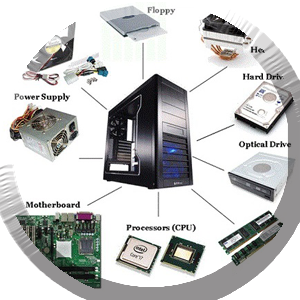 Floppy
He
Hard Driv
Power Supply
Optical Drive
Motherboard
Processors (CPU)